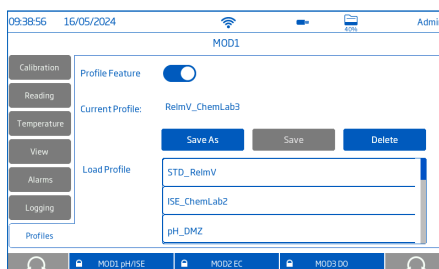 09:38:56 16/05/2024 40% Admi
MOD1
Calibration
Reading
Temperature
View
Alarms
Logging
Profiles
Profile Feature
Current Profile: RelmV_ChemLab3
Save As Save Delete
Load Profile
STD_RelmV
ISE_ChemLab2
pH_DMZ
MOD1 pH/ISE MOD2 EC MOD3 DO